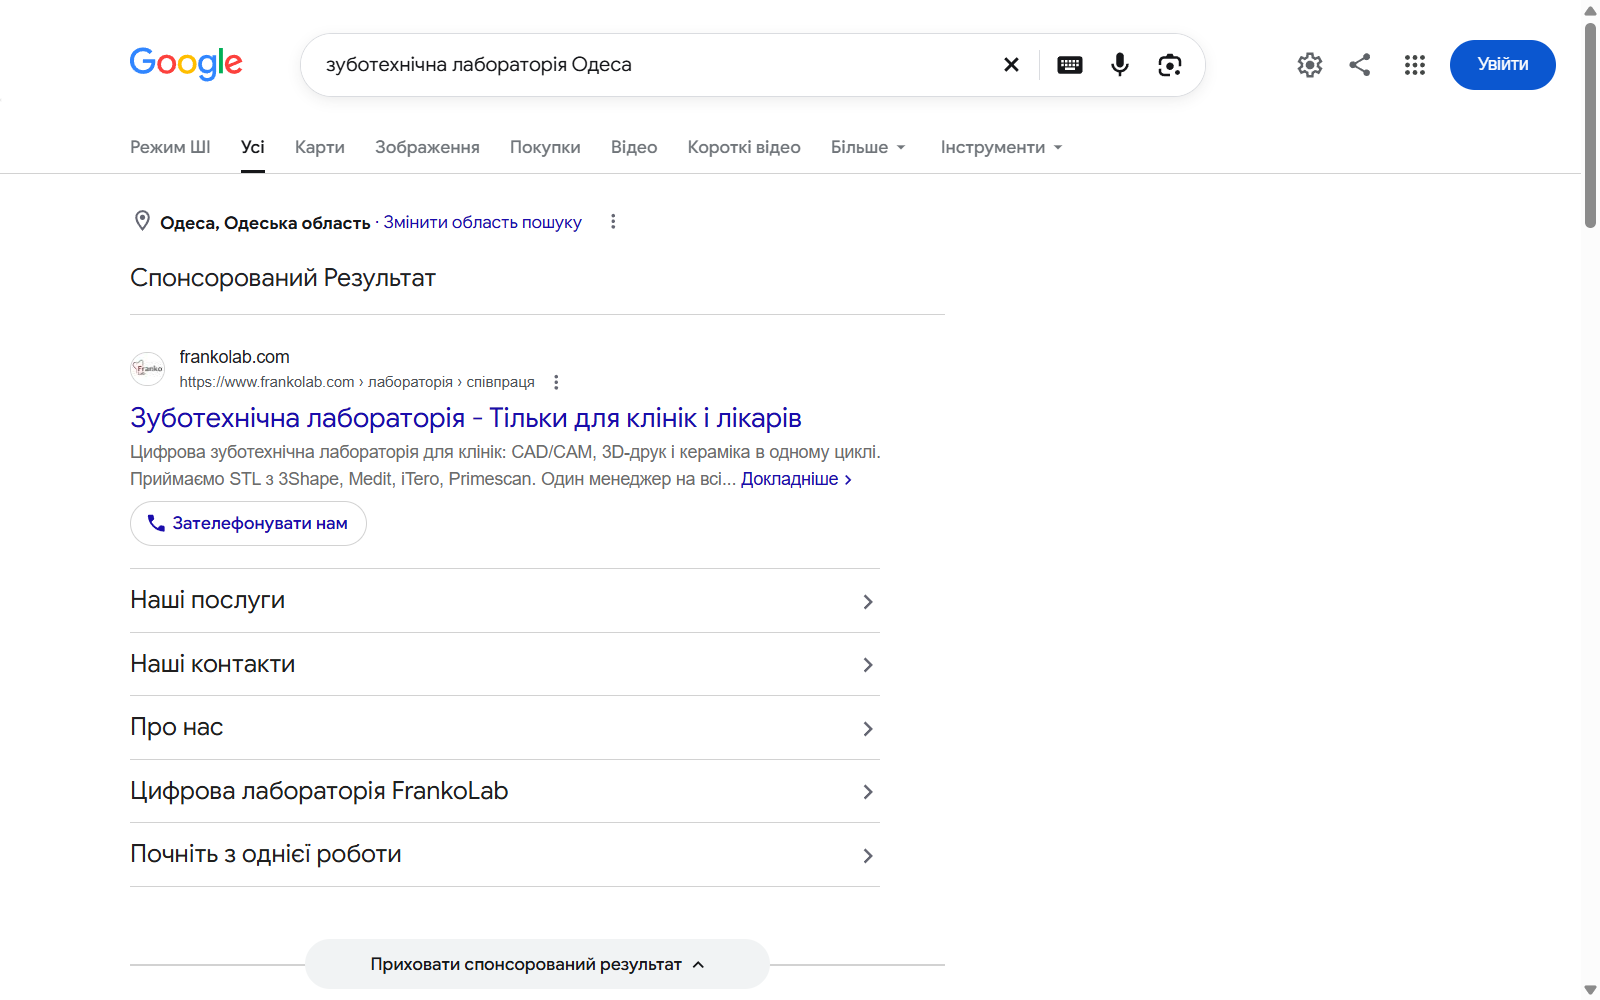 Google
зуботехнічна лабораторія Одеса
Увійти
Режим ШІ
Усі
Карти
Зображення
Покупки
Відео
Короткі відео
Більше
Інструменти
Одеса, Одеська область · Змінити область пошуку
Спонсорований Результат
Franko
Lab
frankolab.com
https://www.frankolab.com › лабораторія › співпраця
Зуботехнічна лабораторія - Тільки для клінік і лікарів
Цифрова зуботехнічна лабораторія для клінік: CAD/CAM, 3D-друк і кераміка в одному циклі.
Приймаємо STL з 3Shape, Medit, iTero, Primescan. Один менеджер на всі... Докладніше ›
Зателефонувати нам
Наші послуги
Наші контакти
Про нас
Цифрова лабораторія FrankoLab
Почніть з однієї роботи
Приховати спонсорований результат